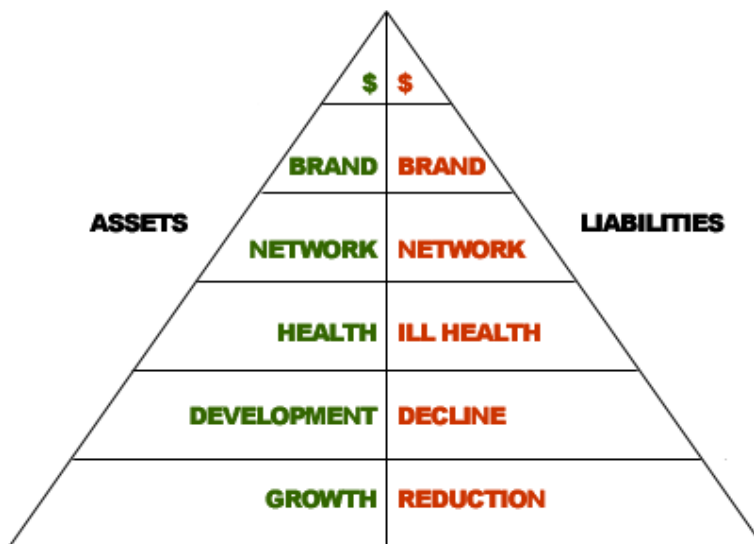 $ $
BRAND BRAND
ASSETS LIABILITIES
NETWORK NETWORK
HEALTH ILL HEALTH
DEVELOPMENT DECLINE
GROWTH REDUCTION